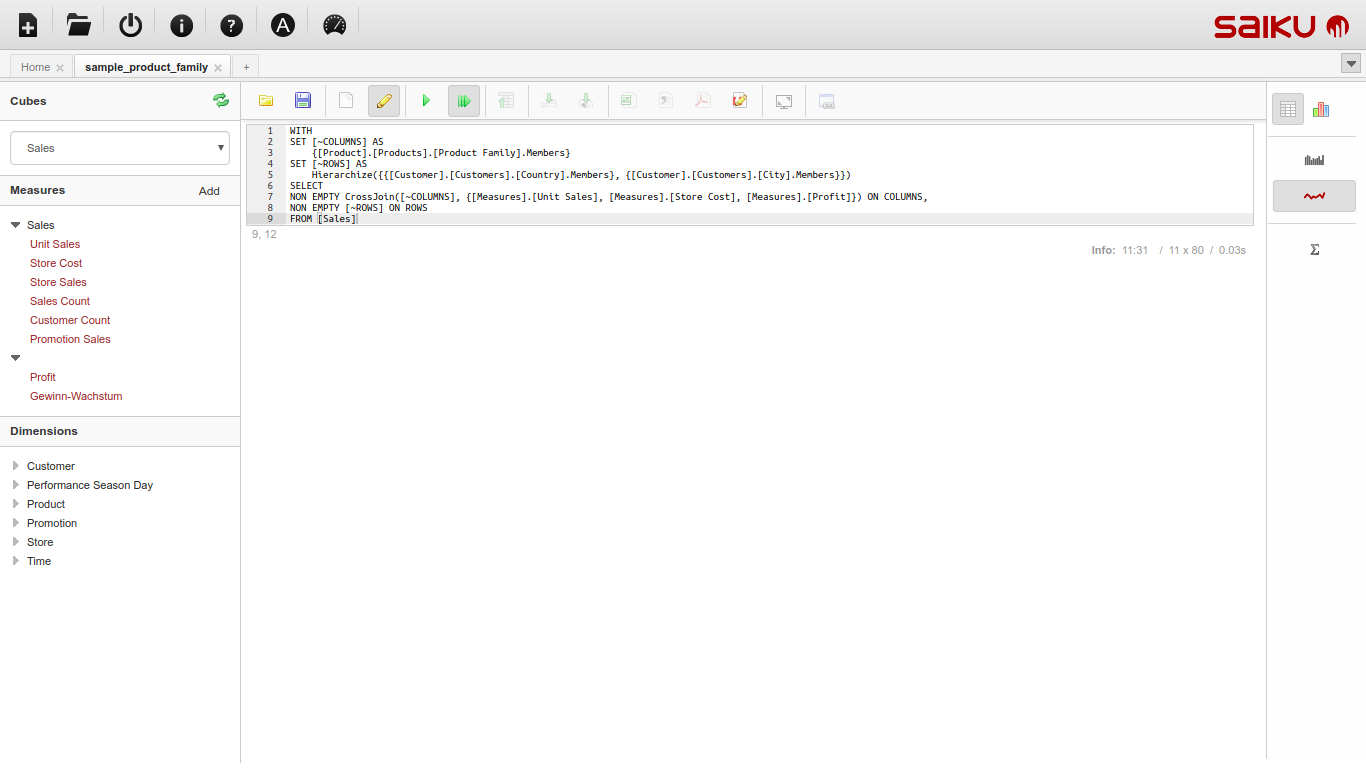 SAIKU
Home
sample_product_family
+
Cubes
Sales
Measures
Add
Sales
Unit Sales
Store Cost
Store Sales
Sales Count
Customer Count
Promotion Sales
Profit
Gewinn-Wachstum
Dimensions
Customer
Performance Season Day
Product
Promotion
Store
Time
1 WITH
2 SET [~COLUMNS] AS
3 {[Product].[Products].[Product Family].Members}
4 SET [~ROWS] AS
5 Hierarchize({{[Customer].[Customers].[Country].Members}, {[Customer].[Customers].[City].Members}})
6 SELECT
7 NON EMPTY CrossJoin([~COLUMNS], {[Measures].[Unit Sales], [Measures].[Store Cost], [Measures].[Profit]}) ON COLUMNS,
8 NON EMPTY [~ROWS] ON ROWS
9 FROM [Sales]
9, 12
Info: 11:31 / 11 x 80 / 0.03s
Σ